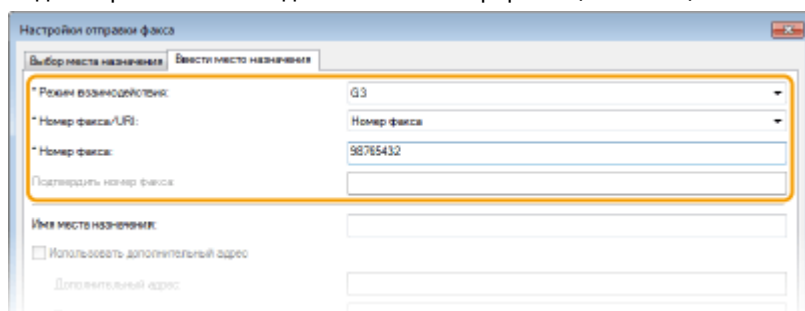 Настройки отправки факса
Выбор места назначения Ввести место назначения
* Режим взаимодействия: G3
* Номер факса/URI: Номер факса
* Номер факса: 98765432
Подтвердить номер факса:
Имя места назначения:
Использовать дополнительный адрес
Дополнительный адрес: